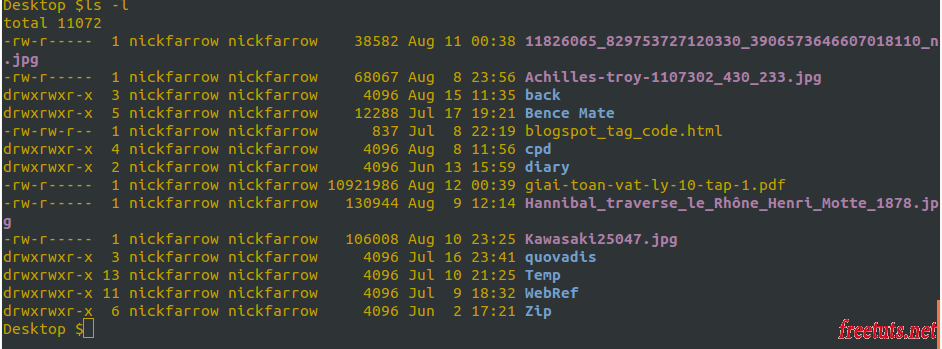 Desktop $ls -l
total 11072
-rw-r----- 1 nickfarrow nickfarrow 38582 Aug 11 00:38 11826065_829753727120330_3906573646607018110_n
.jpg
-rw-r----- 1 nickfarrow nickfarrow 68067 Aug 8 23:56 Achilles-troy-1107302_430_233.jpg
drwxrwxr-x 3 nickfarrow nickfarrow 4096 Aug 15 11:35 back
drwxrwxr-x 5 nickfarrow nickfarrow 12288 Jul 17 19:21 Bence Mate
-rw-rw-r-- 1 nickfarrow nickfarrow 837 Jul 8 22:19 blogspot_tag_code.html
drwxrwxr-x 4 nickfarrow nickfarrow 4096 Aug 8 11:56 cpd
drwxrwxr-x 2 nickfarrow nickfarrow 4096 Jun 13 15:59 diary
-rw-r----- 1 nickfarrow nickfarrow 10921986 Aug 12 00:39 giai-toan-vat-ly-10-tap-1.pdf
-rw-r----- 1 nickfarrow nickfarrow 130944 Aug 9 12:14 Hannibal_traverse_le_Rhône_Henri_Motte_1878.jp
g
-rw-r----- 1 nickfarrow nickfarrow 106008 Aug 10 23:25 Kawasaki25047.jpg
drwxrwxr-x 3 nickfarrow nickfarrow 4096 Jul 16 23:41 quovadis
drwxrwxr-x 13 nickfarrow nickfarrow 4096 Jul 10 21:25 Temp
drwxrwxr-x 11 nickfarrow nickfarrow 4096 Jul 9 18:32 WebRef
drwxrwxr-x 6 nickfarrow nickfarrow 4096 Jun 2 17:21 Zip
Desktop $
freetuts.net